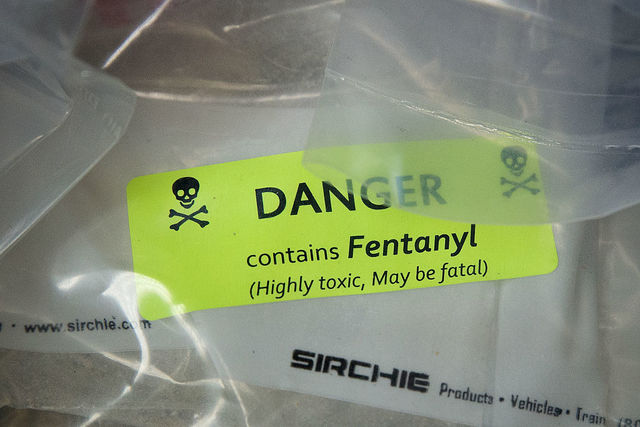 DANGER
contains Fentanyl
(Highly toxic, May be fatal)
• www.sirchie.com
SIRCHIE Products • Vehicles • Train